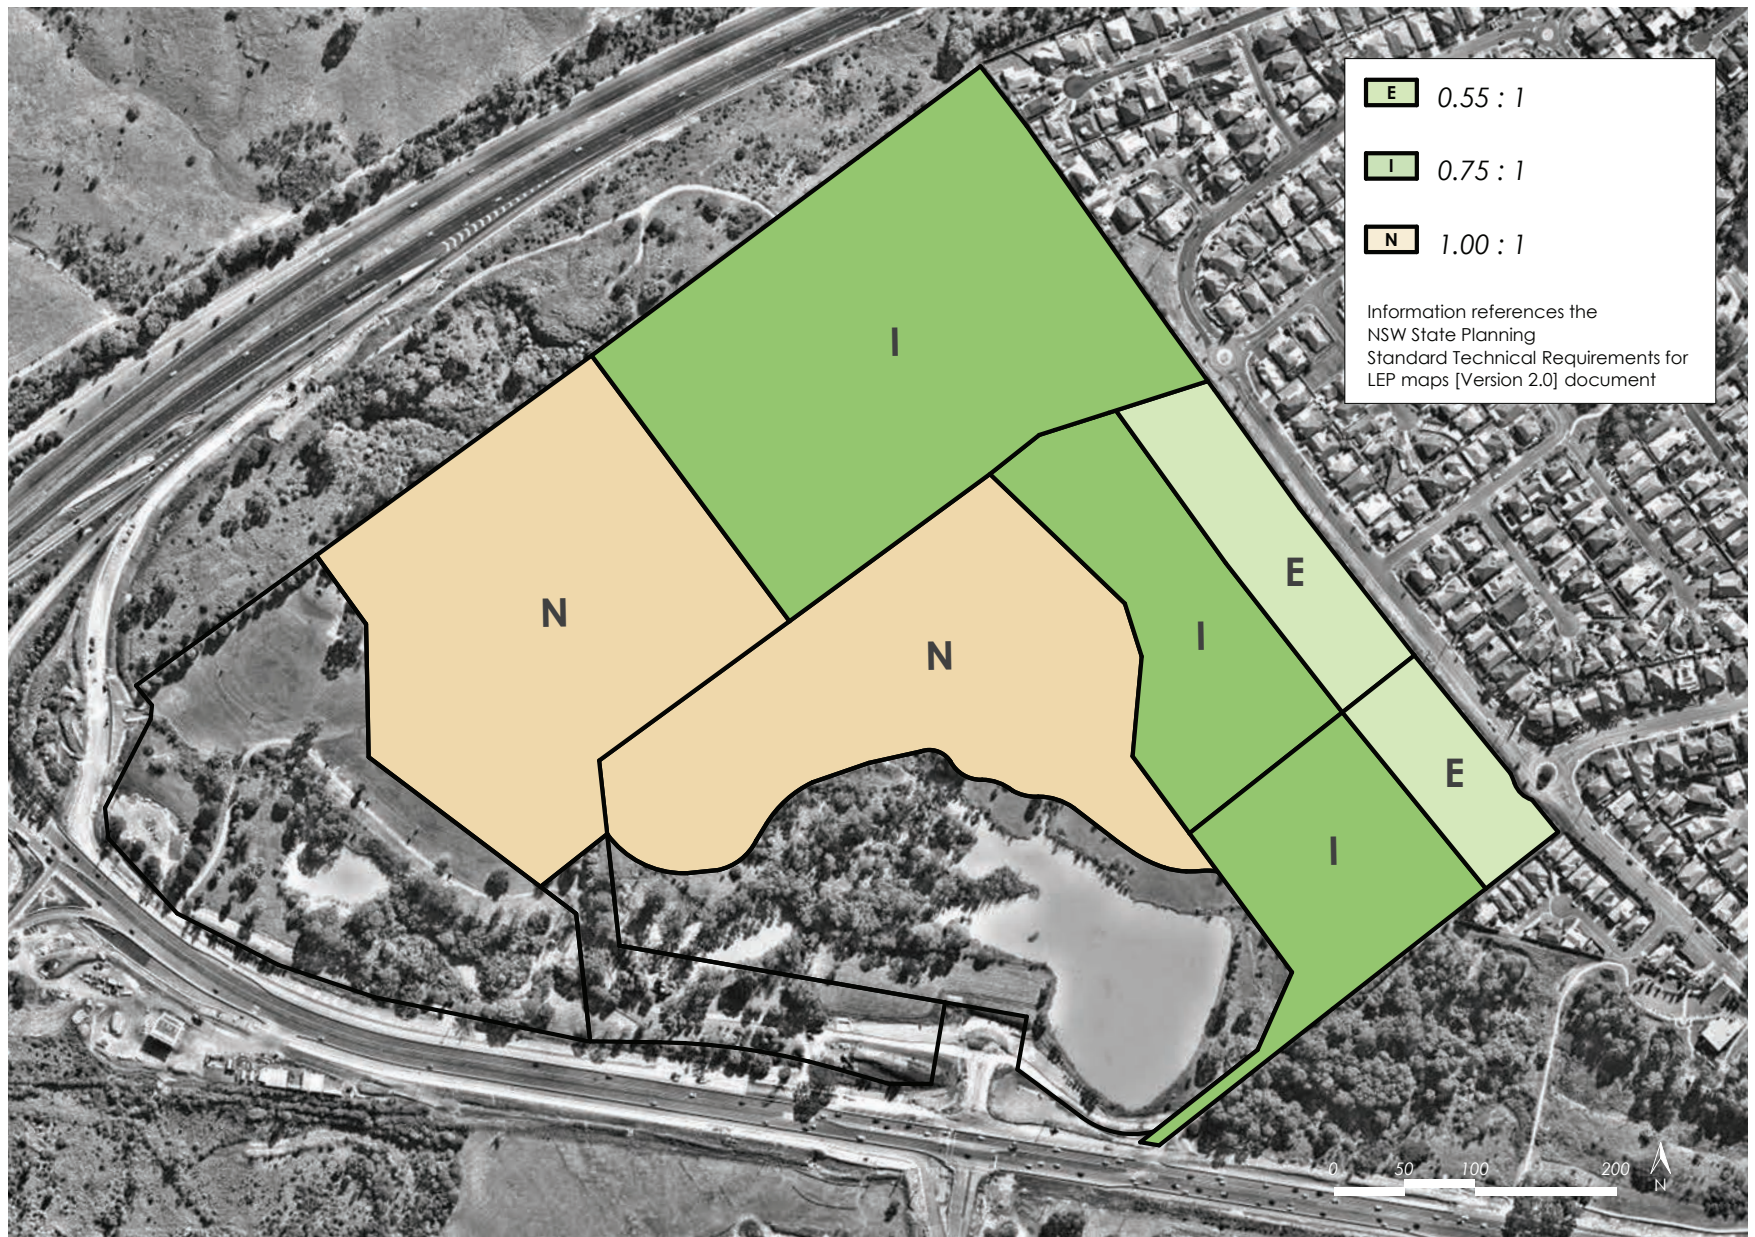 E 0.55 : 1
I 0.75 : 1
N 1.00 : 1
Information references the
NSW State Planning
Standard Technical Requirements for
LEP maps [Version 2.0] document
I
E
N
I
N
E
I
0 50 100 200
N